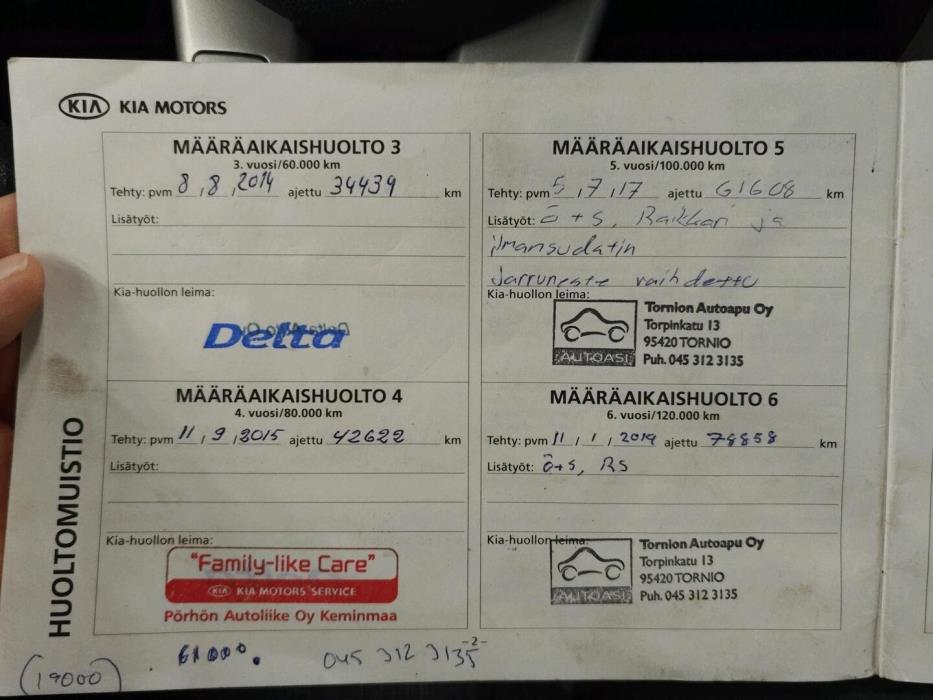 KIA KIA MOTORS
MÄÄRÄAIKAISHUOLTO 3
3. vuosi/60.000 km
Tehty: pvm 8 , 8 , 2014 ajettu 34439 km
Lisätyöt:
Kia-huollon leima:
Delta
MÄÄRÄAIKAISHUOLTO 4
4. vuosi/80.000 km
Tehty: pvm 11 , 9 , 2015 ajettu 42622 km
Lisätyöt:
Kia-huollon leima:
"Family-like Care"
KIA KIA MOTORS SERVICE
Pörhön Autoliike Oy Keminmaa
MÄÄRÄAIKAISHUOLTO 5
5. vuosi/100.000 km
Tehty: pvm 5 , 7 , 17 ajettu 61608 km
Lisätyöt: ö + s, Raikkari ja
ilmansudatin
Jarruneste vaihdettu
Kia-huollon leima:
AUTOASI
Tornion Autoapu Oy
Torpinkatu 13
95420 TORNIO
Puh. 045 312 3135
MÄÄRÄAIKAISHUOLTO 6
6. vuosi/120.000 km
Tehty: pvm 11 , 1 , 2019 ajettu 78858 km
Lisätyöt: ö+s, RS
Kia-huollon leima:
AUTOASI
Tornion Autoapu Oy
Torpinkatu 13
95420 TORNIO
Puh. 045 312 3135
HUOLTOMUISTIO
-2-
(19000) 61000. 045 312 3135